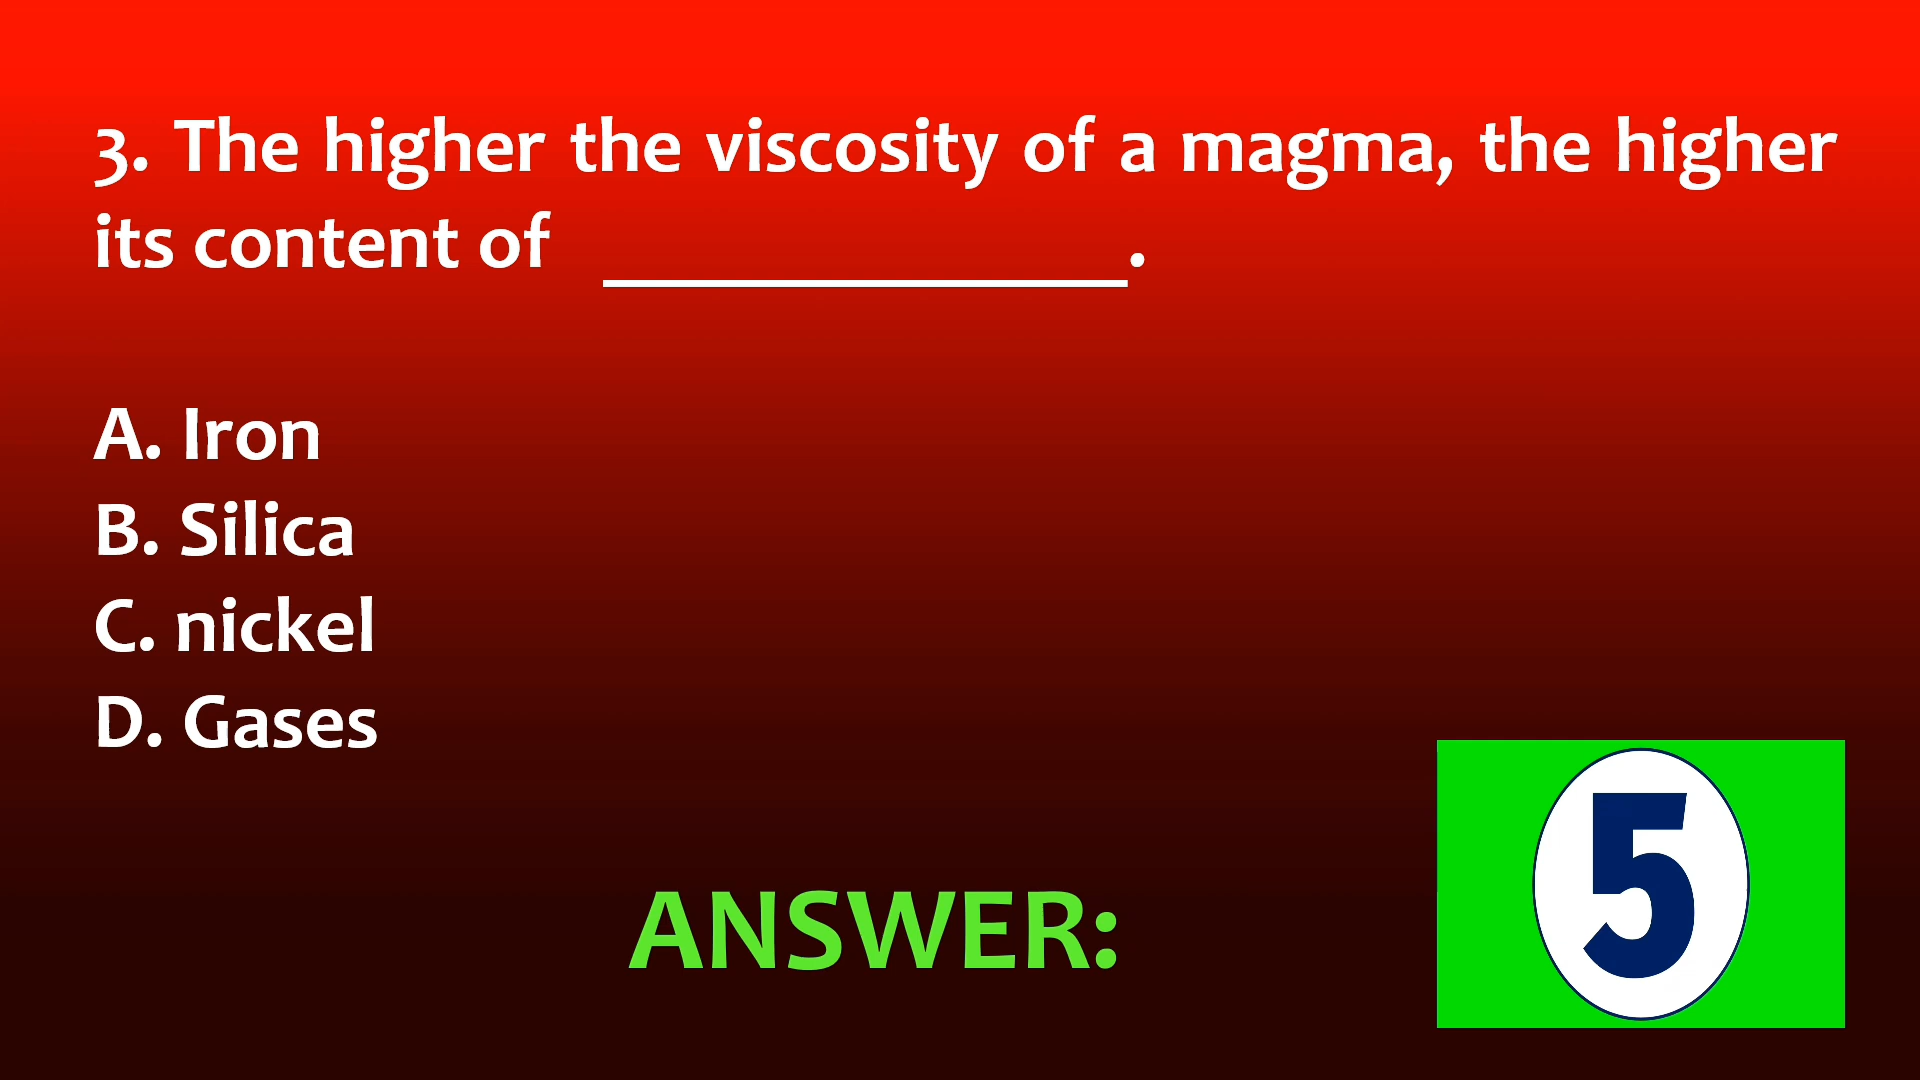 3. The higher the viscosity of a magma, the higher
its content of ______________.
A. Iron
B. Silica
C. nickel
D. Gases
ANSWER:
5